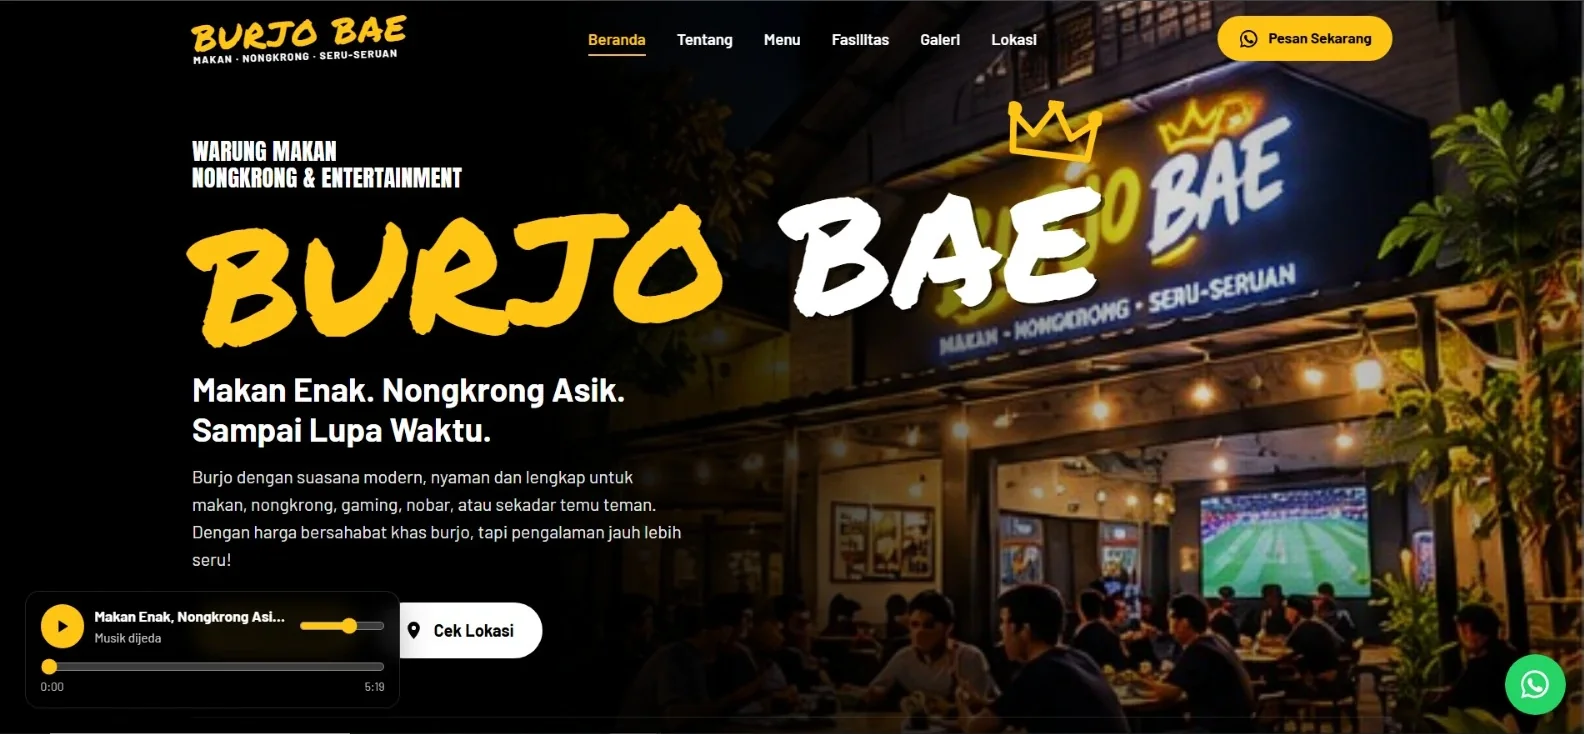 BURJO BAE
MAKAN · NONGKRONG · SERU-SERUAN
Beranda
Tentang
Menu
Fasilitas
Galeri
Lokasi
Pesan Sekarang
WARUNG MAKAN
NONGKRONG & ENTERTAINMENT
BURJO BAE
BURJO BAE
MAKAN - NONGKRONG · SERU-SERUAN
Makan Enak. Nongkrong Asik.
Sampai Lupa Waktu.
Burjo dengan suasana modern, nyaman dan lengkap untuk
makan, nongkrong, gaming, nobar, atau sekadar temu teman.
Dengan harga bersahabat khas burjo, tapi pengalaman jauh lebih
seru!
Makan Enak, Nongkrong Asi...
Musik dijeda
0:00
5:19
Cek Lokasi